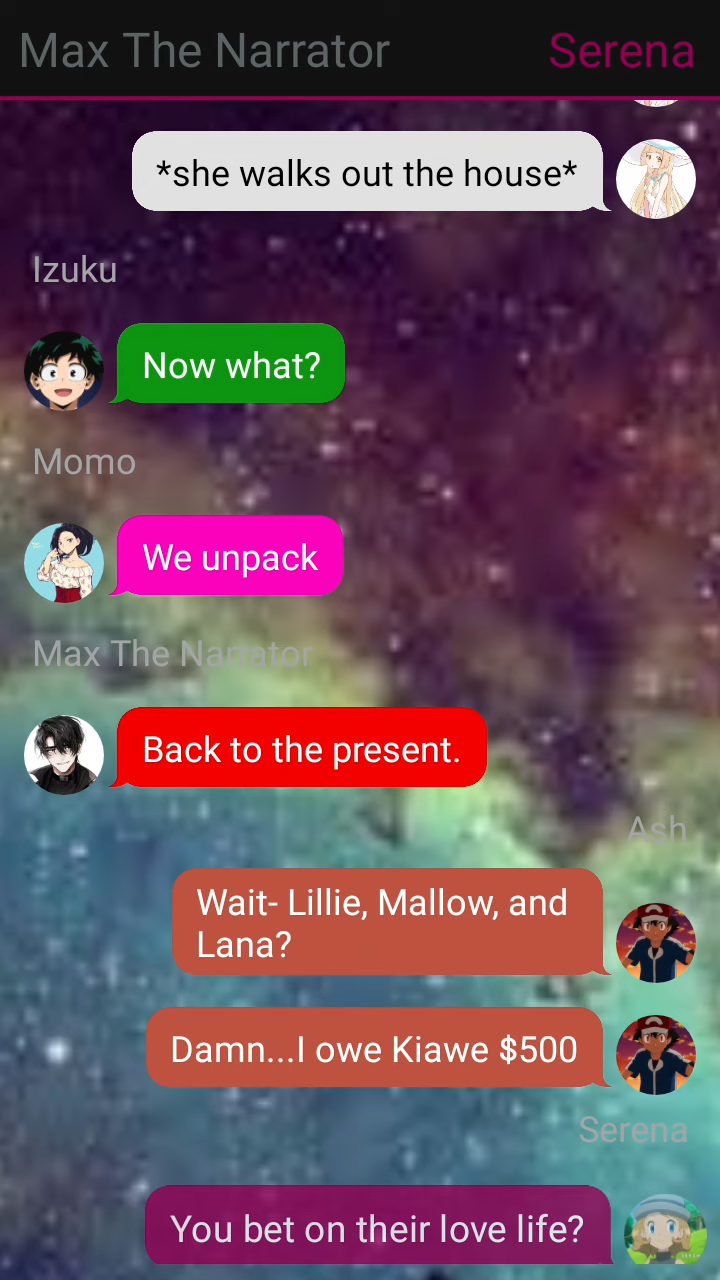 Max The Narrator
Serena
*she walks out the house*
Izuku
Now what?
Momo
We unpack
Max The Narrator
Back to the present.
Ash
Wait- Lillie, Mallow, and
Lana?
Damn...I owe Kiawe $500
Serena
You bet on their love life?